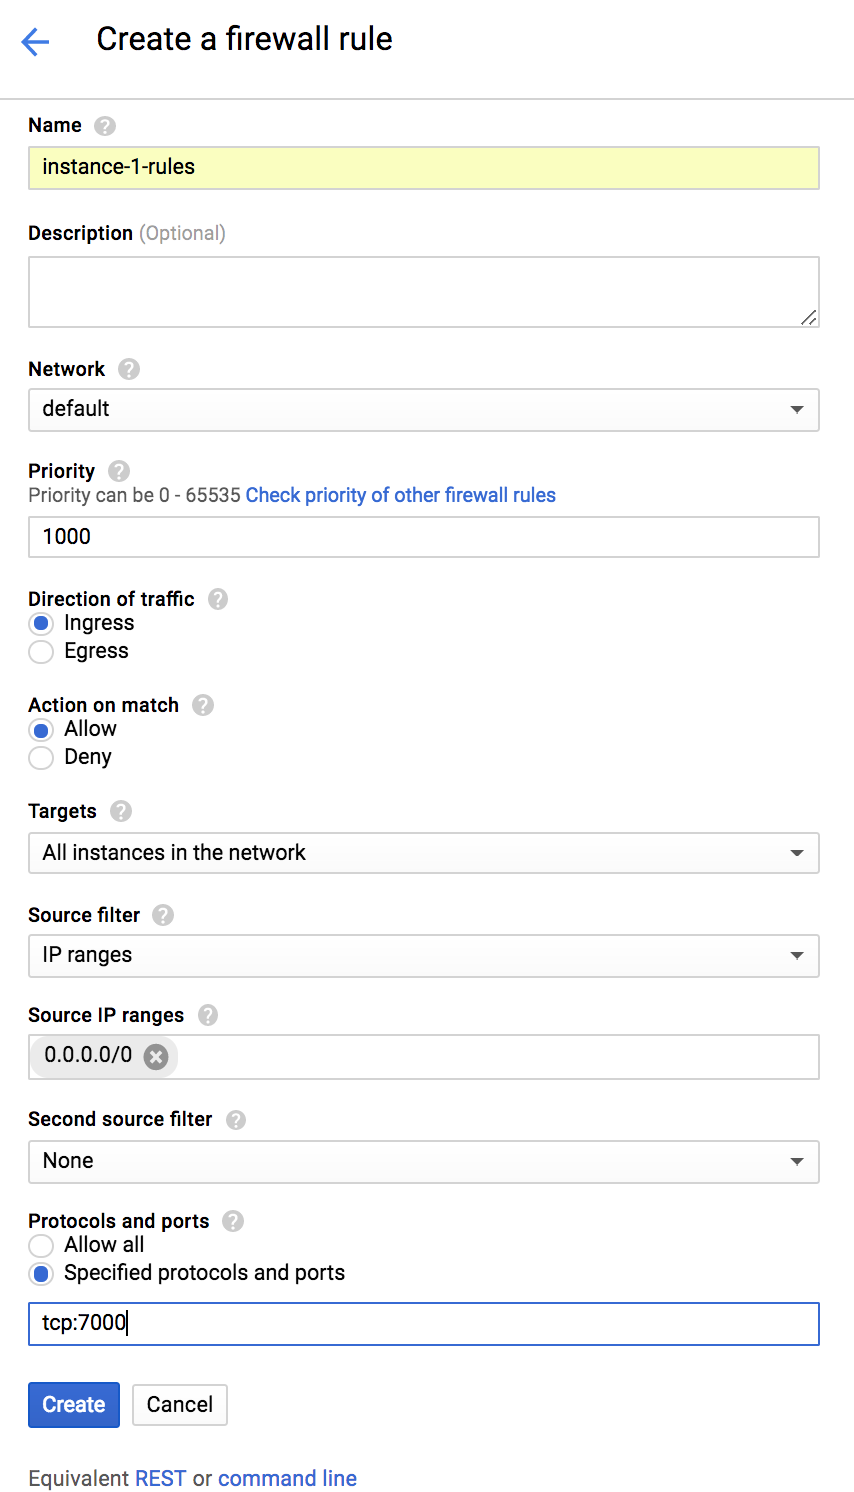 Create a firewall rule
Name ?
instance-1-rules
Description (Optional)
Network ?
default
Priority ?
Priority can be 0 - 65535 Check priority of other firewall rules
1000
Direction of traffic ?
Ingress
Egress
Action on match ?
Allow
Deny
Targets ?
All instances in the network
Source filter ?
IP ranges
Source IP ranges ?
0.0.0.0/0
Second source filter ?
None
Protocols and ports ?
Allow all
Specified protocols and ports
tcp:7000
Create Cancel
Equivalent REST or command line